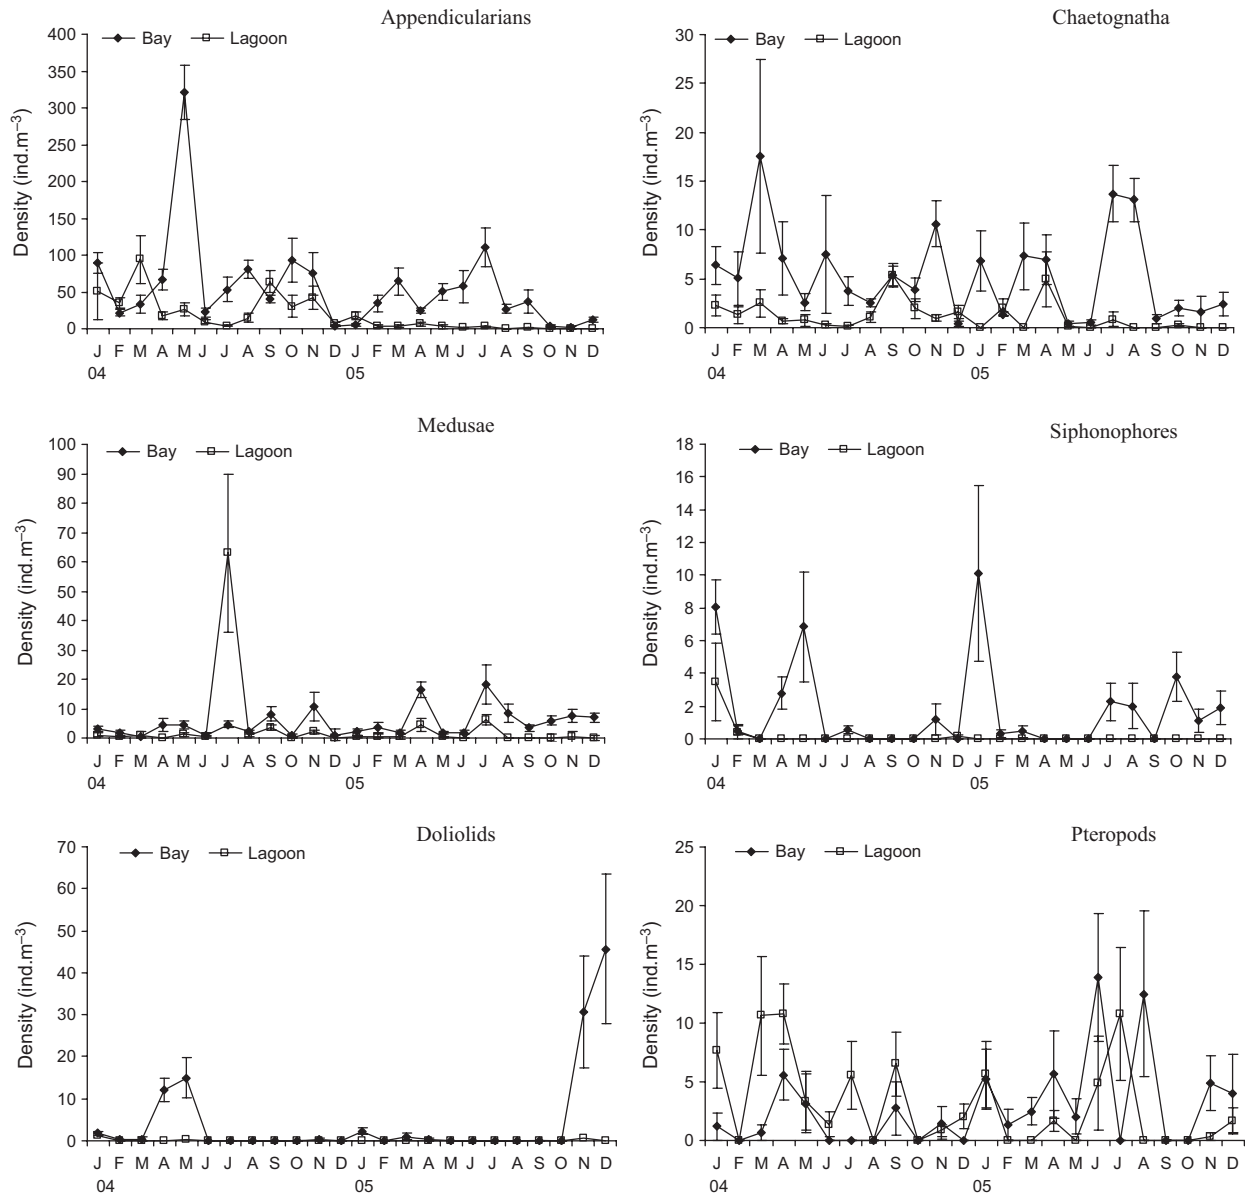 Appendicularians
Bay Lagoon
Density (ind.m⁻³)
400
350
300
250
200
150
100
50
0
J F M A M J J A S O N D J F M A M J J A S O N D
04 05
Chaetognatha
Bay Lagoon
Density (ind.m⁻³)
30
25
20
15
10
5
0
J F M A M J J A S O N D J F M A M J J A S O N D
04 05
Medusae
Bay Lagoon
Density (ind.m⁻³)
100
90
80
70
60
50
40
30
20
10
0
J F M A M J J A S O N D J F M A M J J A S O N D
04 05
Siphonophores
Bay Lagoon
Density (ind.m⁻³)
18
16
14
12
10
8
6
4
2
0
J F M A M J J A S O N D J F M A M J J A S O N D
04 05
Doliolids
Bay Lagoon
Density (ind.m⁻³)
70
60
50
40
30
20
10
0
J F M A M J J A S O N D J F M A M J J A S O N D
04 05
Pteropods
Bay Lagoon
Density (ind.m⁻³)
25
20
15
10
5
0
J F M A M J J A S O N D J F M A M J J A S O N D
04 05